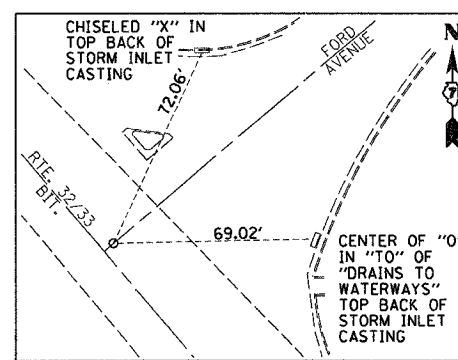 CHISELED "X" IN
TOP BACK OF
STORM INLET
CASTING
FORD
AVENUE
N
7
72.06'
RTE. 32/33
BIT.
69.02'
CENTER OF "O"
IN "TO" OF
"DRAINS TO
WATERWAYS"
TOP BACK OF
STORM INLET
CASTING